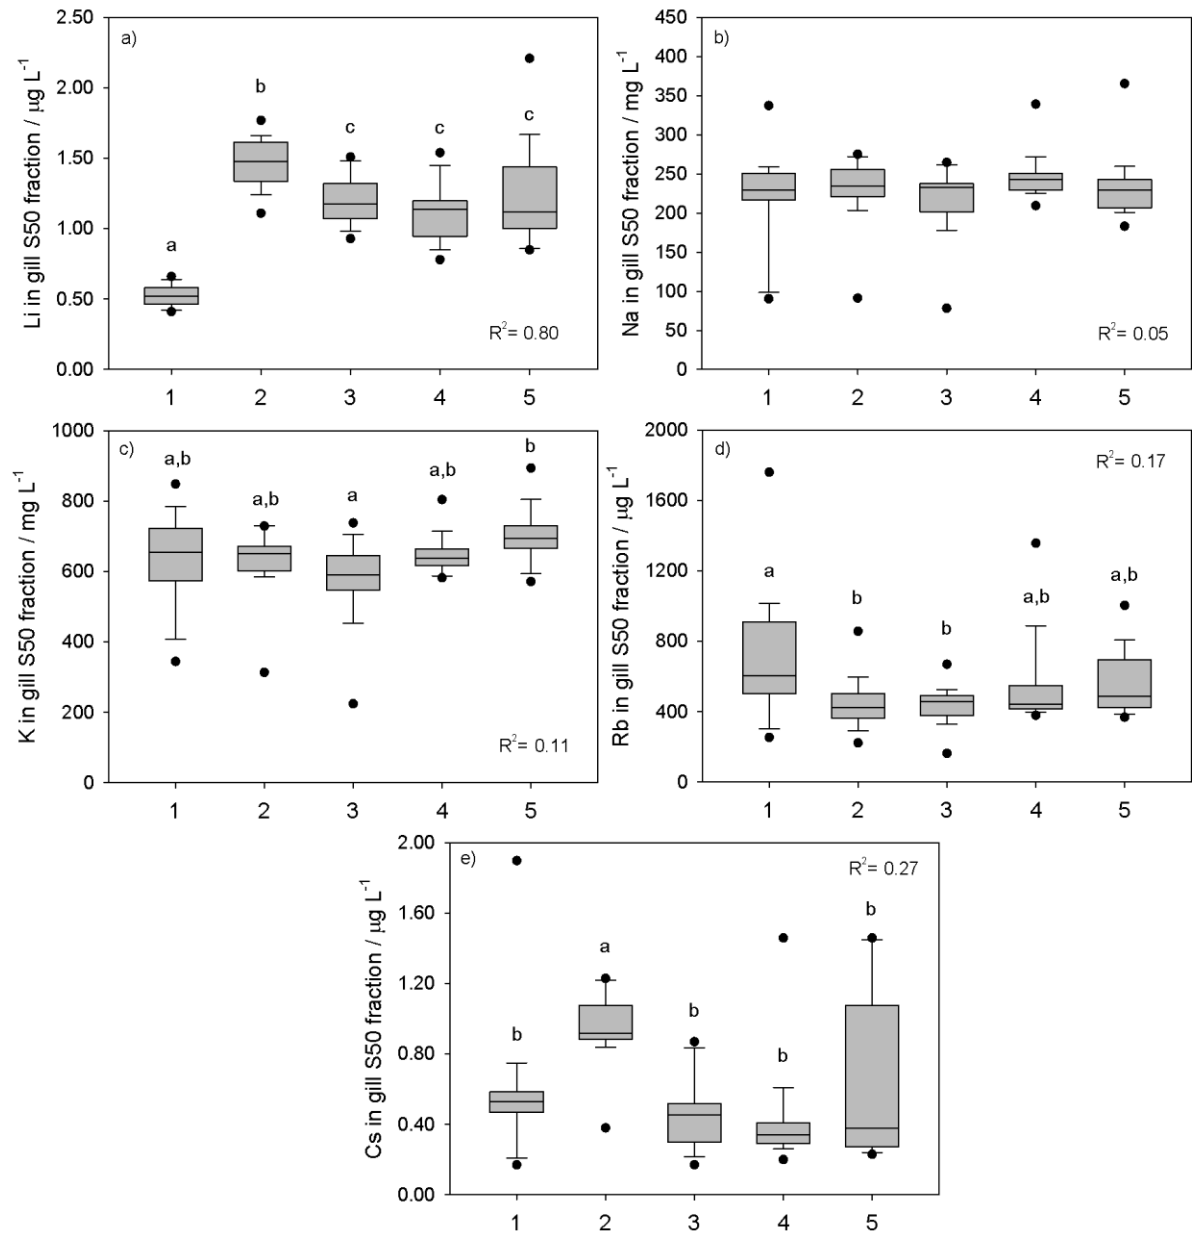 a)
Li in gill S50 fraction / μg L⁻¹
2.50
2.00
1.50
1.00
0.50
0.00
a
b
c
c
c
R²= 0.80
1 2 3 4 5
b)
Na in gill S50 fraction / mg L⁻¹
450
400
350
300
250
200
150
100
50
0
R²= 0.05
1 2 3 4 5
c)
K in gill S50 fraction / mg L⁻¹
1000
800
600
400
200
0
a,b
a,b
a
a,b
b
R²= 0.11
1 2 3 4 5
d)
Rb in gill S50 fraction / μg L⁻¹
2000
1600
1200
800
400
0
R²= 0.17
a
b
b
a,b
a,b
1 2 3 4 5
e)
Cs in gill S50 fraction / μg L⁻¹
2.00
1.60
1.20
0.80
0.40
0.00
R²= 0.27
b
a
b
b
b
1 2 3 4 5